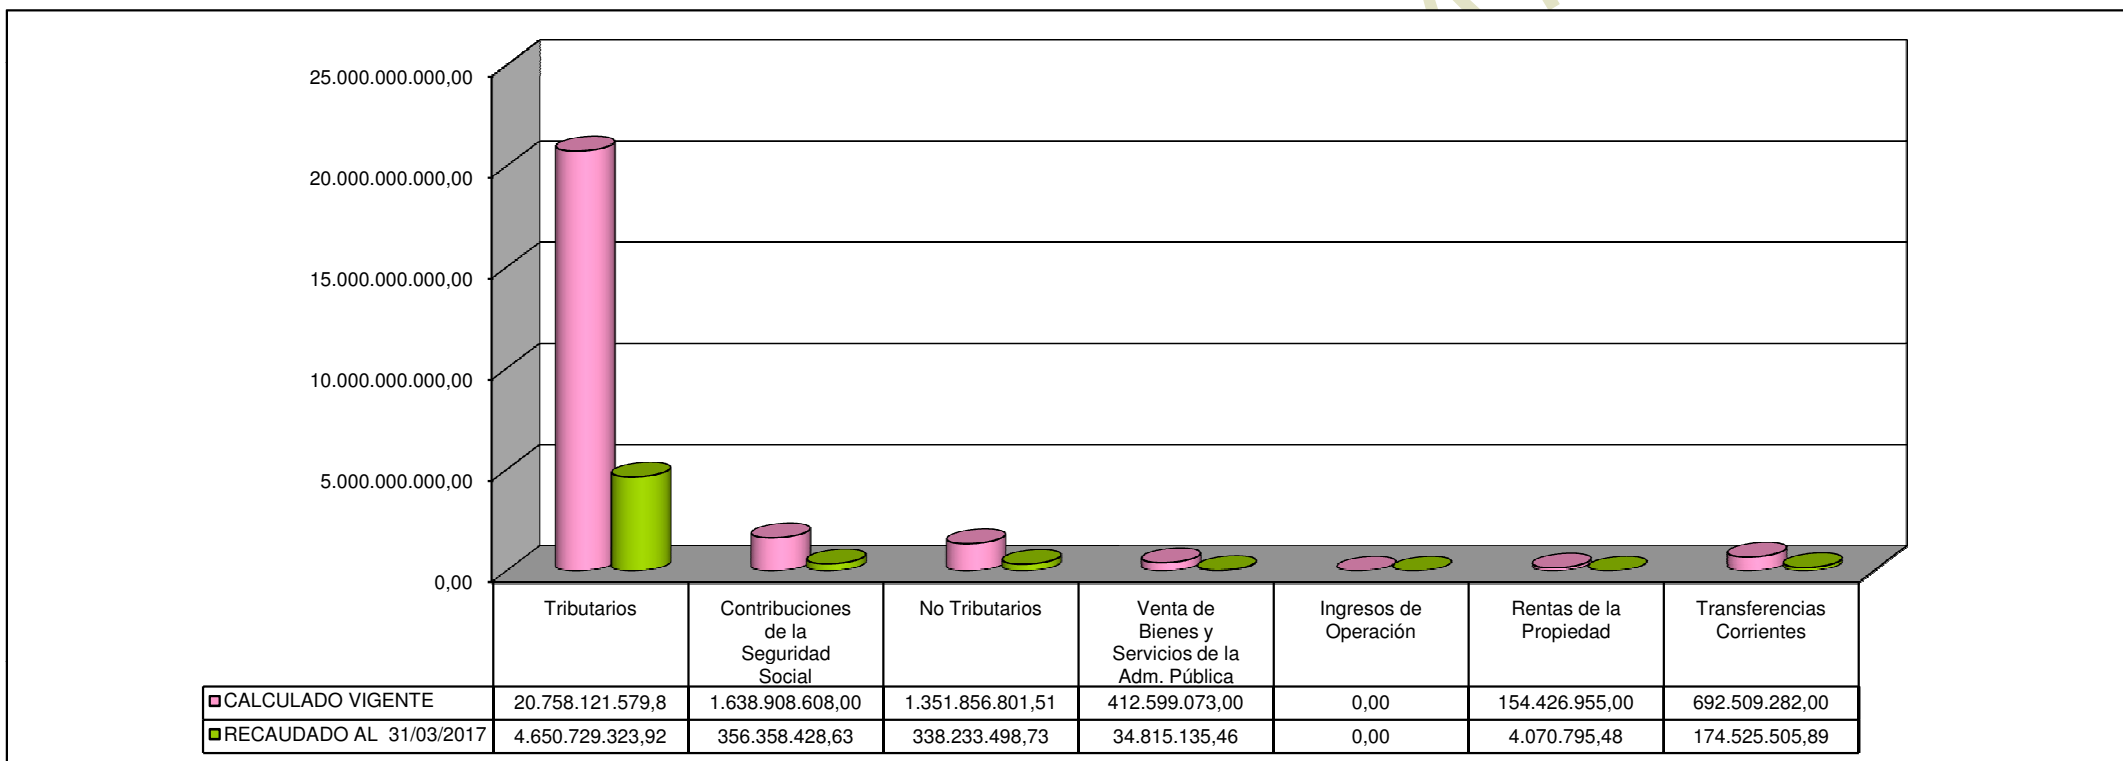 25.000.000.000,00
20.000.000.000,00
15.000.000.000,00
10.000.000.000,00
5.000.000.000,00
0,00
Tributarios
Contribuciones
de la
Seguridad
Social
No Tributarios
Venta de
Bienes y
Servicios de la
Adm. Pública
Ingresos de
Operación
Rentas de la
Propiedad
Transferencias
Corrientes
CALCULADO VIGENTE 20.758.121.579,8 1.638.908.608,00 1.351.856.801,51 412.599.073,00 0,00 154.426.955,00 692.509.282,00
RECAUDADO AL 31/03/2017 4.650.729.323,92 356.358.428,63 338.233.498,73 34.815.135,46 0,00 4.070.795,48 174.525.505,89